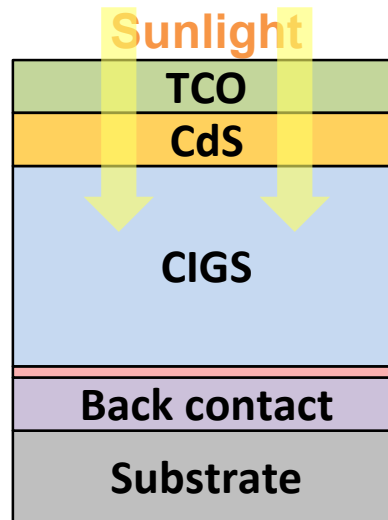 Sunlight
TCO
CdS
CIGS
Back contact
Substrate